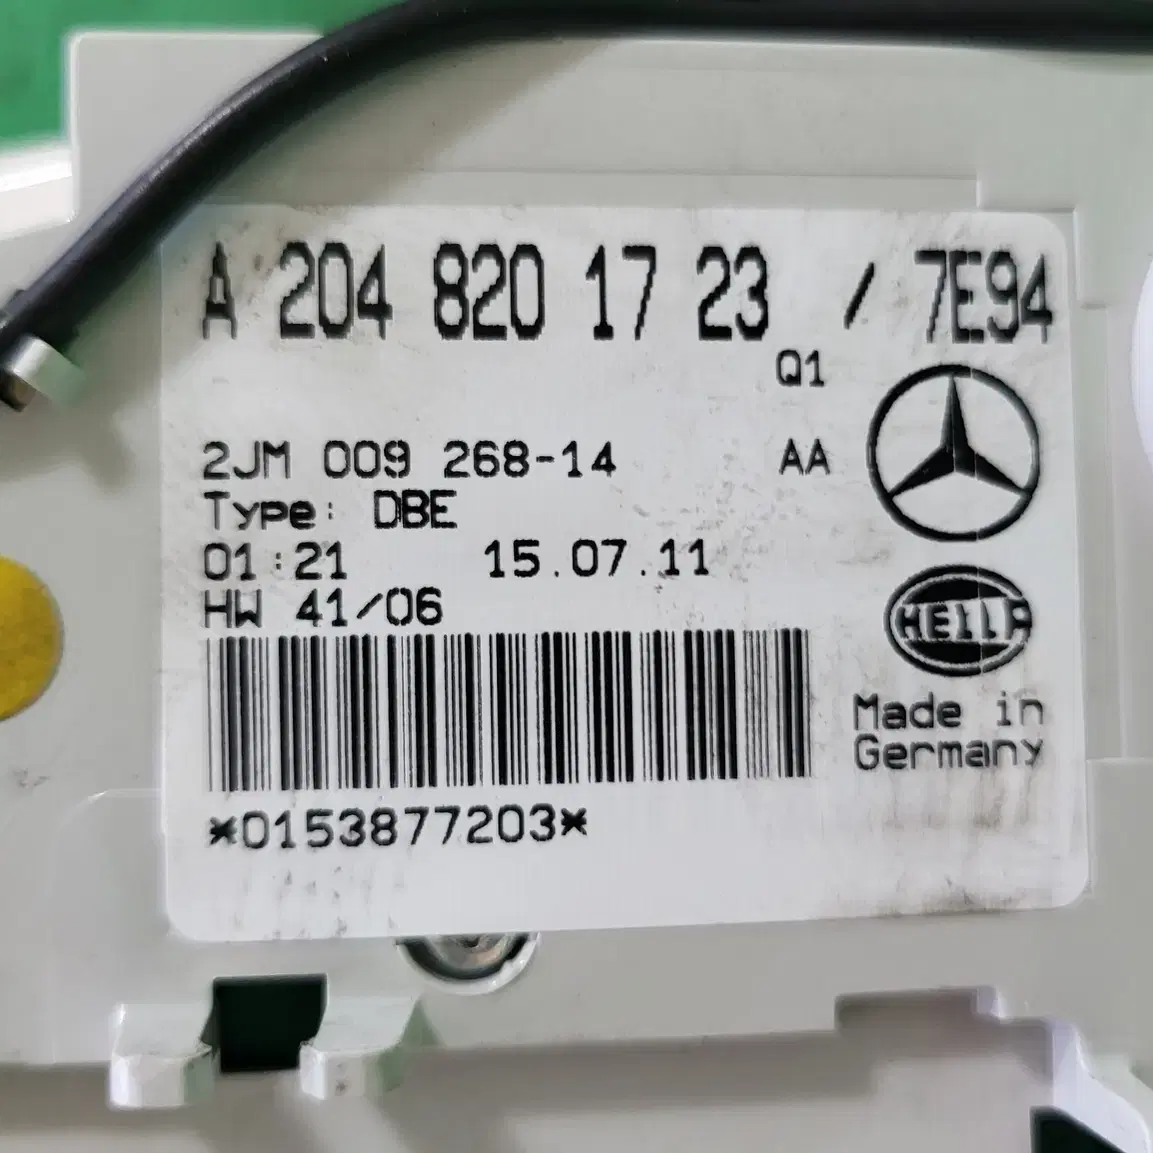 A 204 820 17 23 / 7E94
Q1
2JM 009 268-14 AA
Type: DBE
01:21 15.07.11
HW 41/06
HELLA
Made in
Germany
*0153877203*